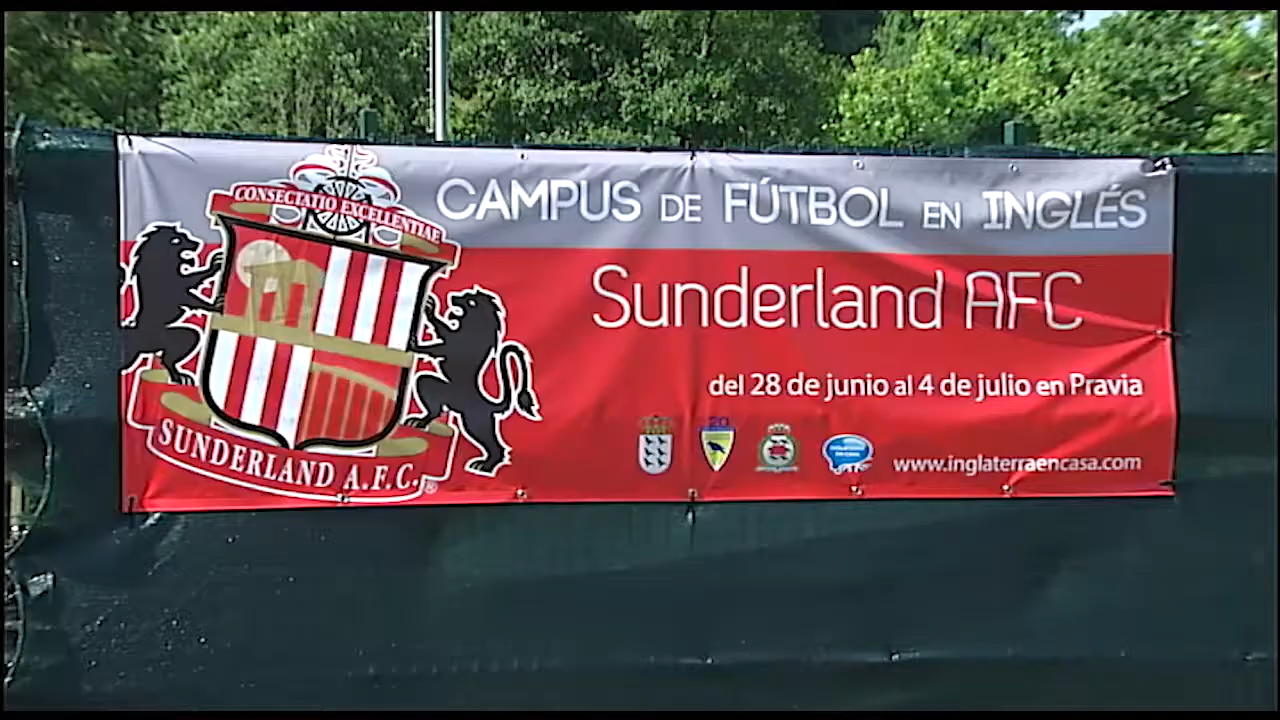 CONSECTATIO EXCELLENTIAE
CAMPUS DE FÚTBOL EN INGLÉS
Sunderland AFC
del 28 de junio al 4 de julio en Pravia
www.inglaterraencasa.com
SUNDERLAND A.F.C.